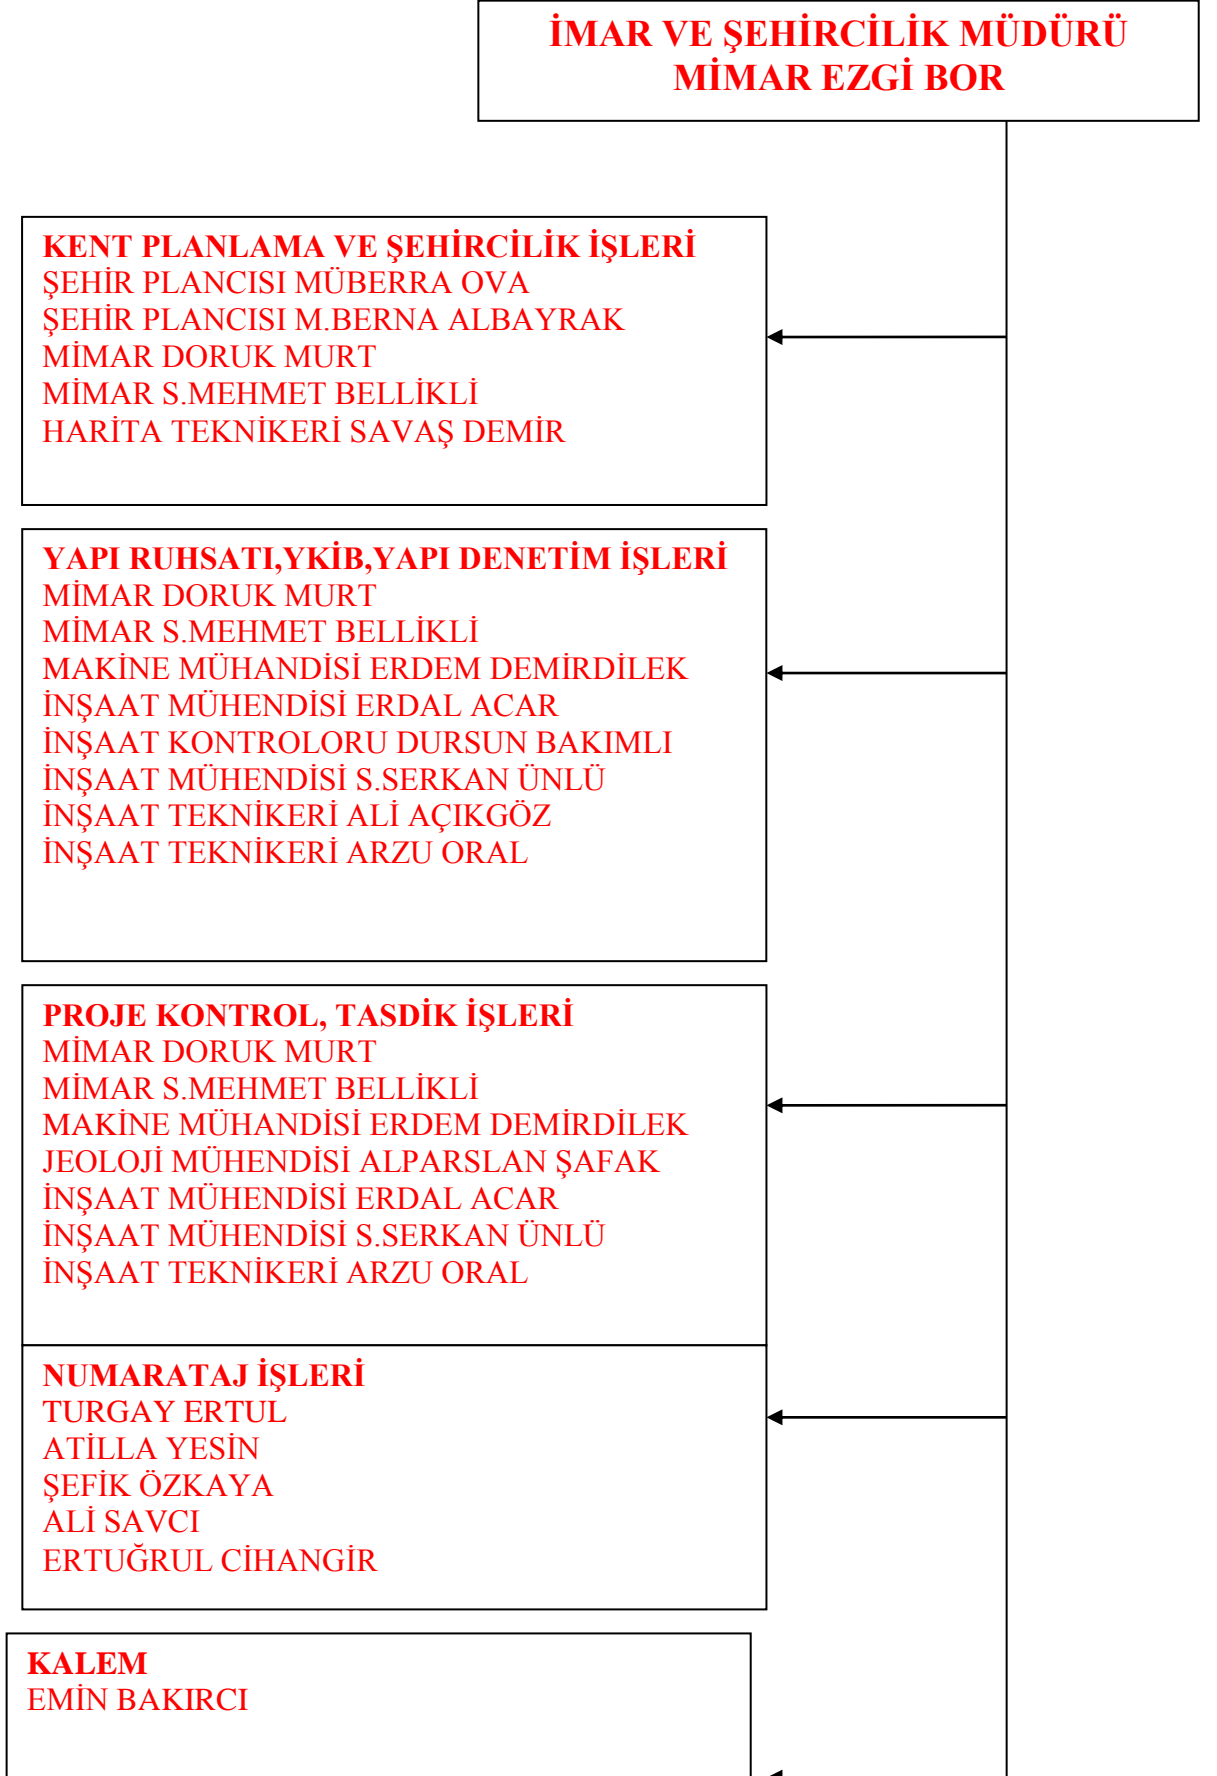 İMAR VE ŞEHİRCİLİK MÜDÜRÜ
MİMAR EZGİ BOR
KENT PLANLAMA VE ŞEHİRCİLİK İŞLERİ
ŞEHİR PLANCISI MÜBERRA OVA
ŞEHİR PLANCISI M.BERNA ALBAYRAK
MİMAR DORUK MURT
MİMAR S.MEHMET BELLİKLİ
HARİTA TEKNİKERİ SAVAŞ DEMİR
YAPI RUHSATI,YKİB,YAPI DENETİM İŞLERİ
MİMAR DORUK MURT
MİMAR S.MEHMET BELLİKLİ
MAKİNE MÜHANDİSİ ERDEM DEMİRDİLEK
İNŞAAT MÜHENDİSİ ERDAL ACAR
İNŞAAT KONTROLORU DURSUN BAKIMLI
İNŞAAT MÜHENDİSİ S.SERKAN ÜNLÜ
İNŞAAT TEKNİKERİ ALİ AÇIKGÖZ
İNŞAAT TEKNİKERİ ARZU ORAL
PROJE KONTROL, TASDİK İŞLERİ
MİMAR DORUK MURT
MİMAR S.MEHMET BELLİKLİ
MAKİNE MÜHANDİSİ ERDEM DEMİRDİLEK
JEOLOJİ MÜHENDİSİ ALPARSLAN ŞAFAK
İNŞAAT MÜHENDİSİ ERDAL ACAR
İNŞAAT MÜHENDİSİ S.SERKAN ÜNLÜ
İNŞAAT TEKNİKERİ ARZU ORAL
NUMARATAJ İŞLERİ
TURGAY ERTUL
ATİLLA YESİN
ŞEFİK ÖZKAYA
ALİ SAVCI
ERTUĞRUL CİHANGİR
KALEM
EMİN BAKIRCI